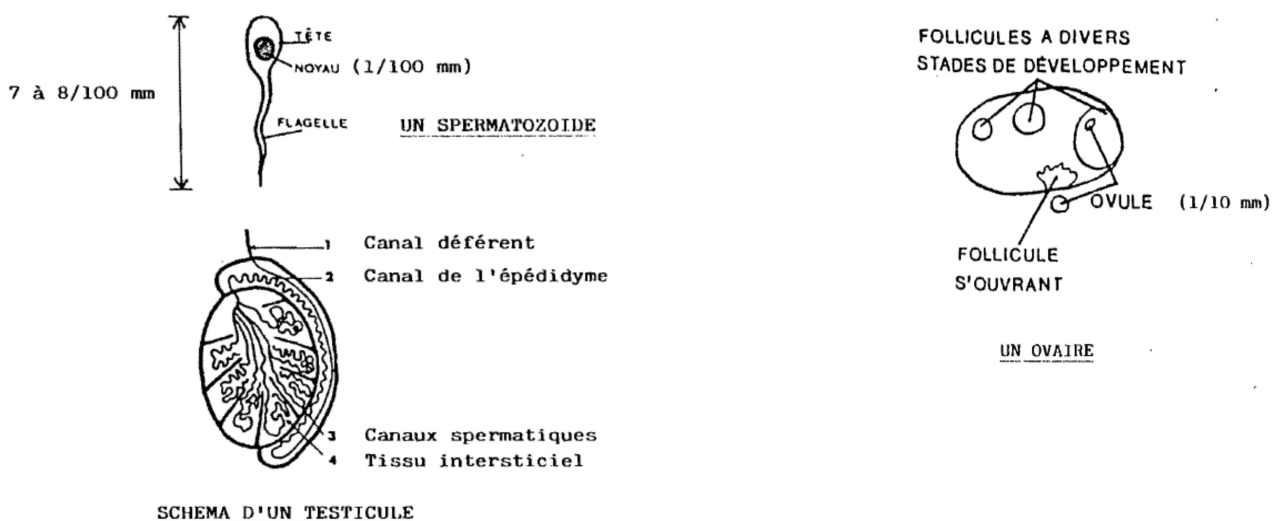 TÊTE
NOYAU (1/100 mm)
7 à 8/100 mm
FLAGELLE
UN SPERMATOZOIDE
1 Canal déférent
2 Canal de l'épédidyme
3 Canaux spermatiques
4 Tissu intersticiel
SCHEMA D'UN TESTICULE
FOLLICULES A DIVERS
STADES DE DÉVELOPPEMENT
OVULE (1/10 mm)
FOLLICULE
S'OUVRANT
UN OVAIRE